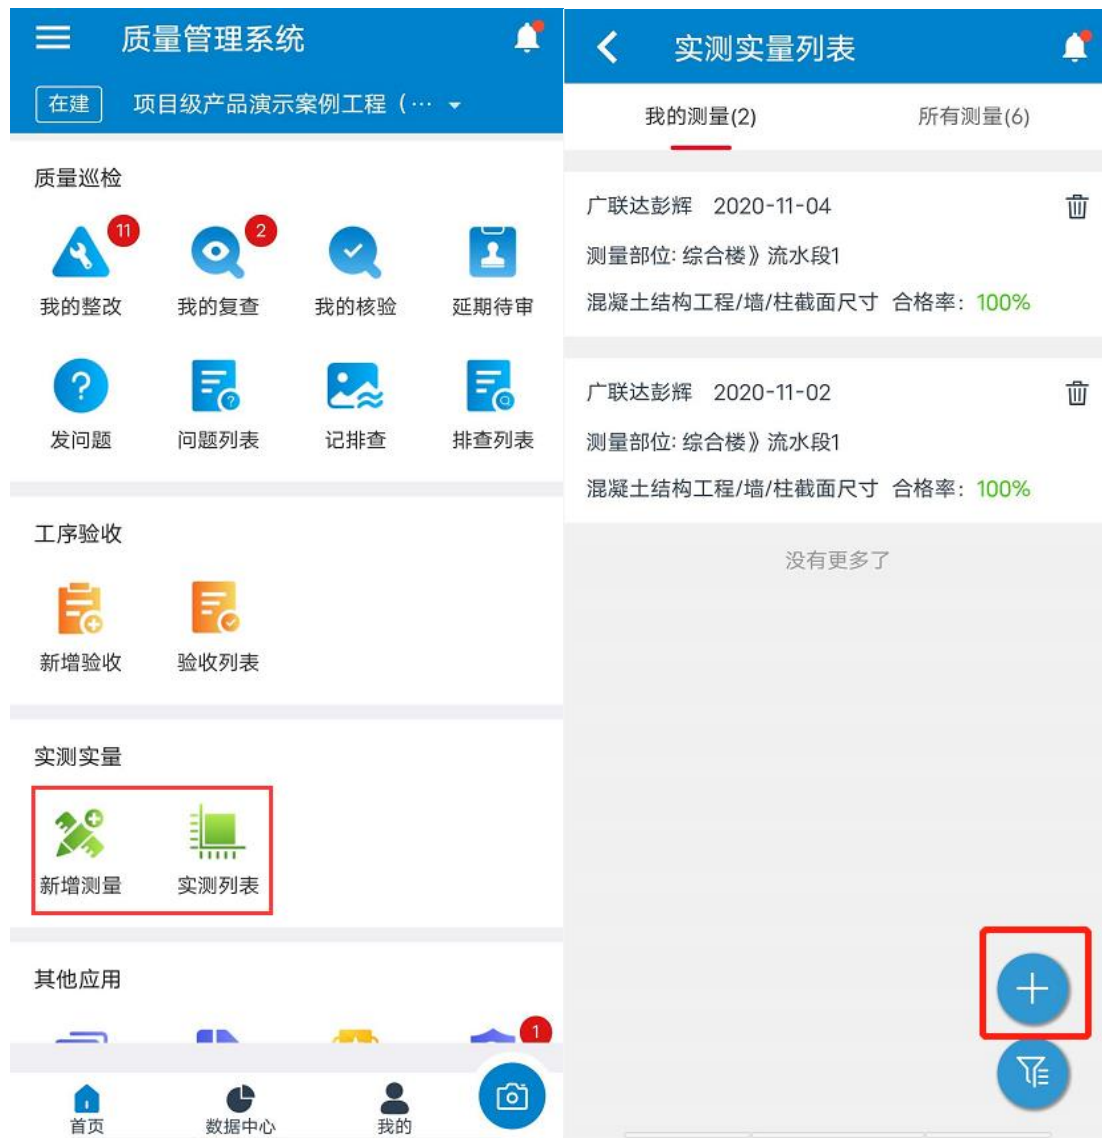 质量管理系统
在建 项目级产品演示案例工程（…
质量巡检
11
2
我的整改 我的复查 我的核验 延期待审
发问题 问题列表 记排查 排查列表
工序验收
新增验收 验收列表
实测实量
新增测量 实测列表
其他应用
1
首页 数据中心 我的
实测实量列表
我的测量(2) 所有测量(6)
广联达彭辉 2020-11-04
测量部位: 综合楼》流水段1
混凝土结构工程/墙/柱截面尺寸 合格率：100%
广联达彭辉 2020-11-02
测量部位: 综合楼》流水段1
混凝土结构工程/墙/柱截面尺寸 合格率：100%
没有更多了